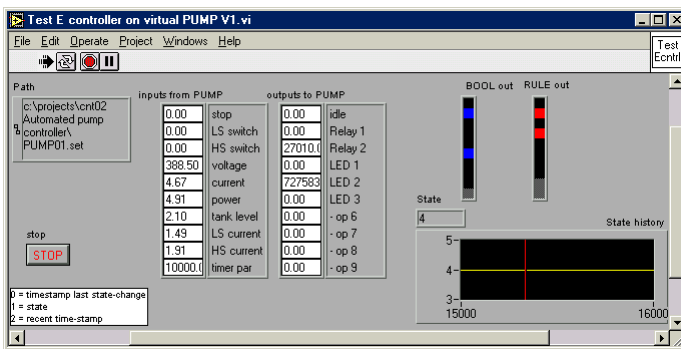 Test E controller on virtual PUMP V1.vi
File Edit Operate Project Windows Help
Test
Ecntrl
Path
c:\projects\cnt02
Automated pump
controller\
PUMP01.set
inputs from PUMP
0.00 stop
0.00 LS switch
0.00 HS switch
388.50 voltage
4.67 current
4.91 power
2.10 tank level
1.49 LS current
1.91 HS current
10000.( timer par
outputs to PUMP
0.00 idle
0.00 Relay 1
27010.( Relay 2
0.00 LED 1
727583 LED 2
0.00 LED 3
0.00 - op 6
0.00 - op 7
0.00 - op 8
0.00 - op 9
BOOL out
RULE out
State
4
State history
5-
4-
3-
15000
16000
stop
STOP
0 = timestamp last state-change
1 = state
2 = recent time-stamp